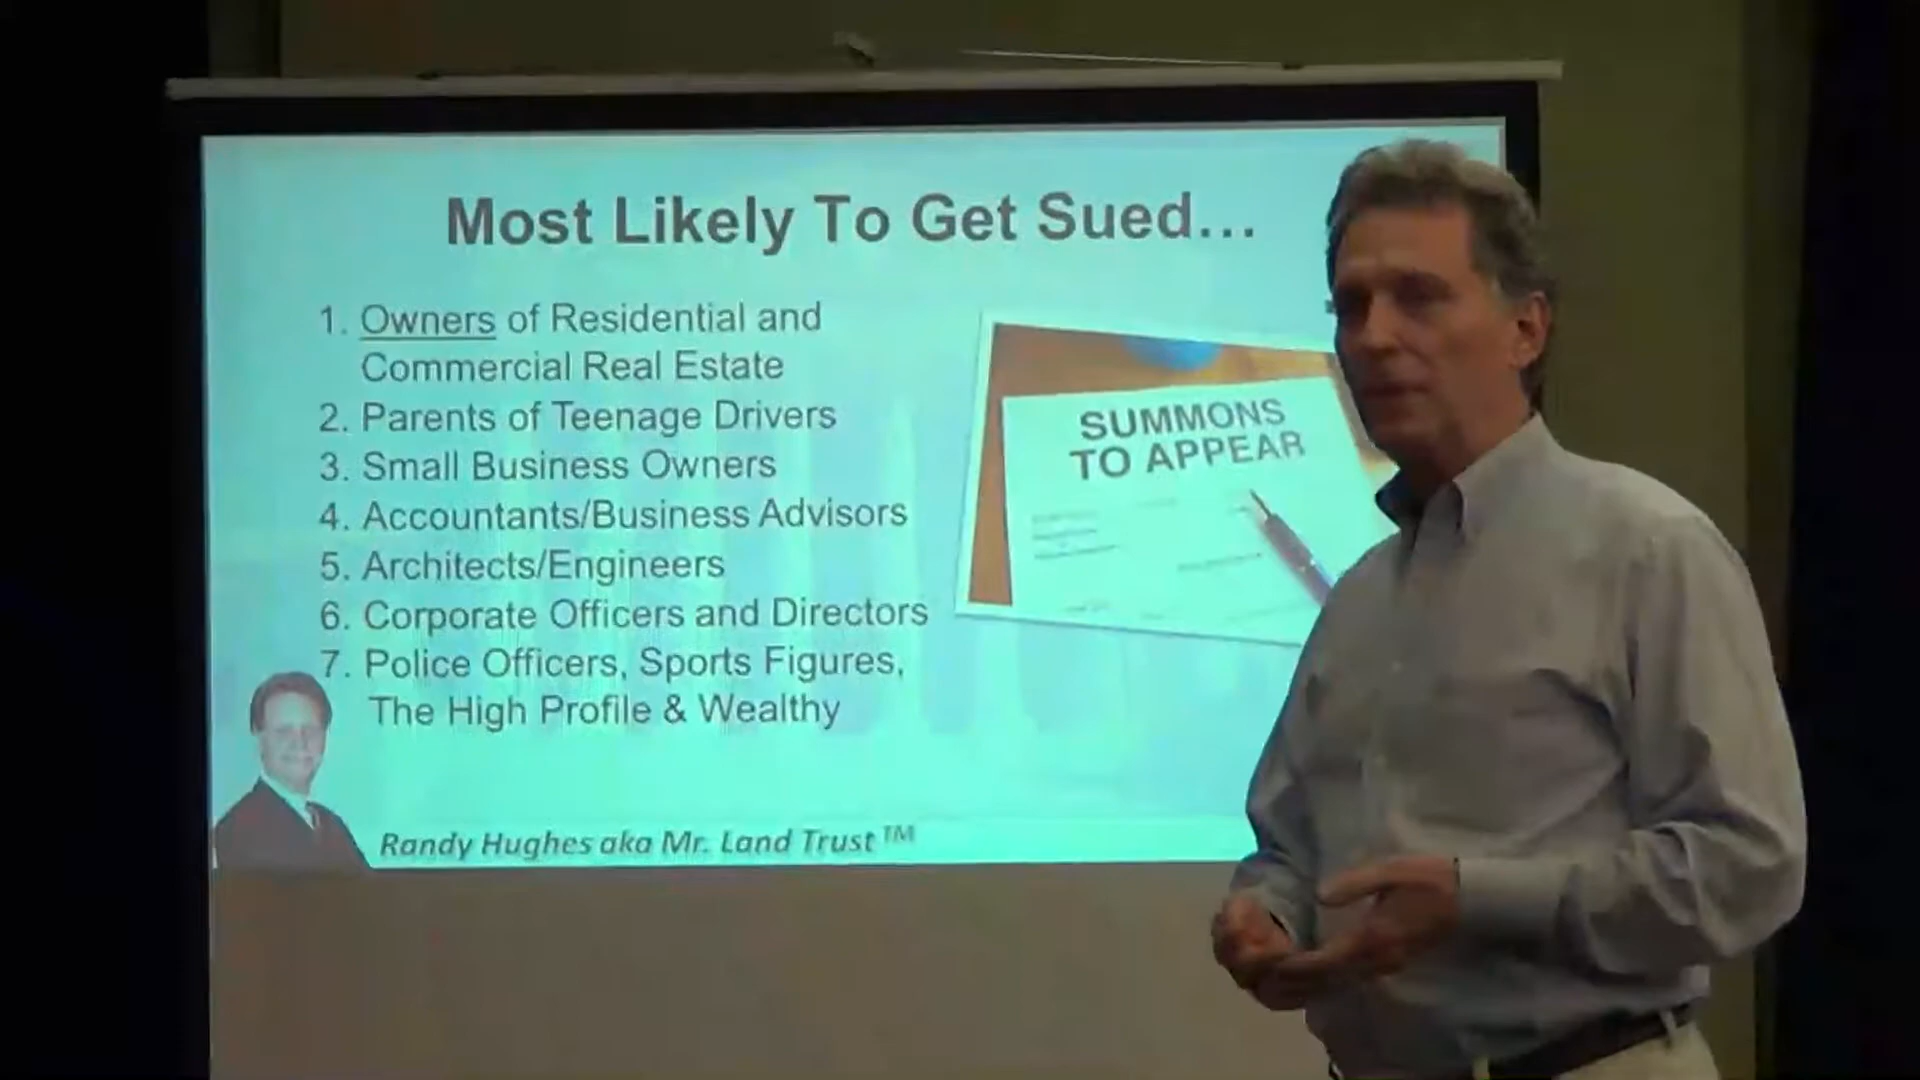 Most Likely To Get Sued...
1. Owners of Residential and
Commercial Real Estate
2. Parents of Teenage Drivers
3. Small Business Owners
4. Accountants/Business Advisors
5. Architects/Engineers
6. Corporate Officers and Directors
7. Police Officers, Sports Figures,
The High Profile & Wealthy
SUMMONS
TO APPEAR
Randy Hughes aka Mr. Land Trust™